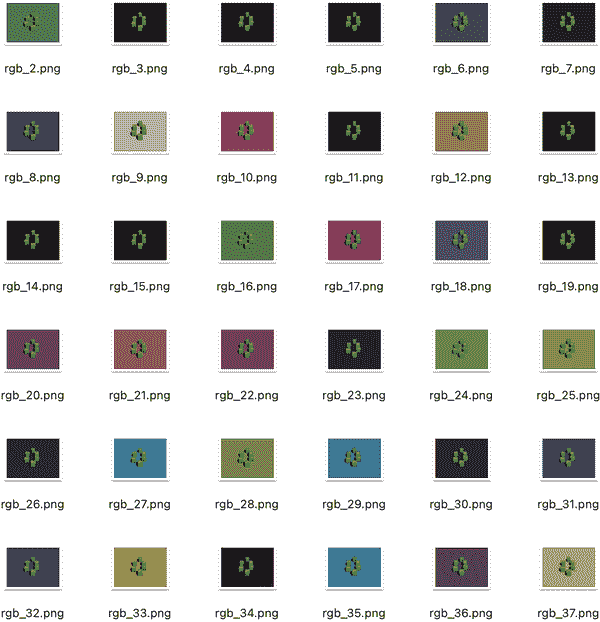 rgb_2.png rgb_3.png rgb_4.png rgb_5.png rgb_6.png rgb_7.png
rgb_8.png rgb_9.png rgb_10.png rgb_11.png rgb_12.png rgb_13.png
rgb_14.png rgb_15.png rgb_16.png rgb_17.png rgb_18.png rgb_19.png
rgb_20.png rgb_21.png rgb_22.png rgb_23.png rgb_24.png rgb_25.png
rgb_26.png rgb_27.png rgb_28.png rgb_29.png rgb_30.png rgb_31.png
rgb_32.png rgb_33.png rgb_34.png rgb_35.png rgb_36.png rgb_37.png